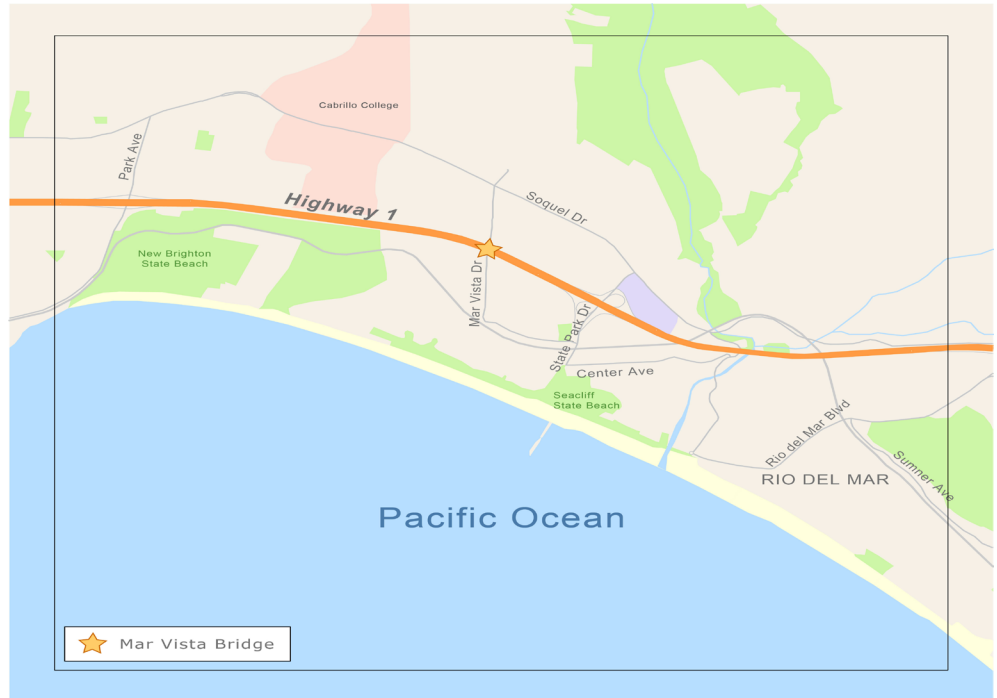 Cabrillo College
Park Ave
Highway 1
Soquel Dr
New Brighton
State Beach
Mar Vista Dr
State Park Dr
Center Ave
Seacliff
State Beach
Rio del Mar Blvd
Sumner Ave
RIO DEL MAR
Pacific Ocean
Mar Vista Bridge